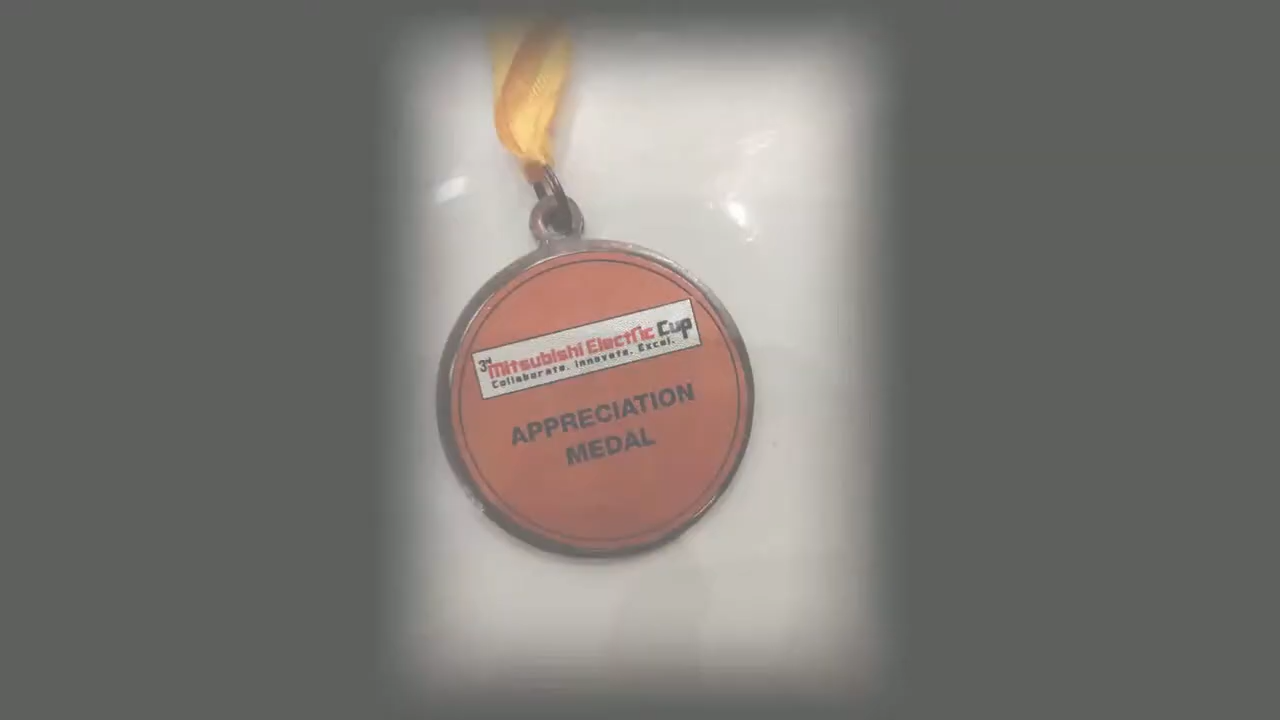 3rd Mitsubishi Electric Cup
Collaborate. Innovate. Excel.
APPRECIATION
MEDAL